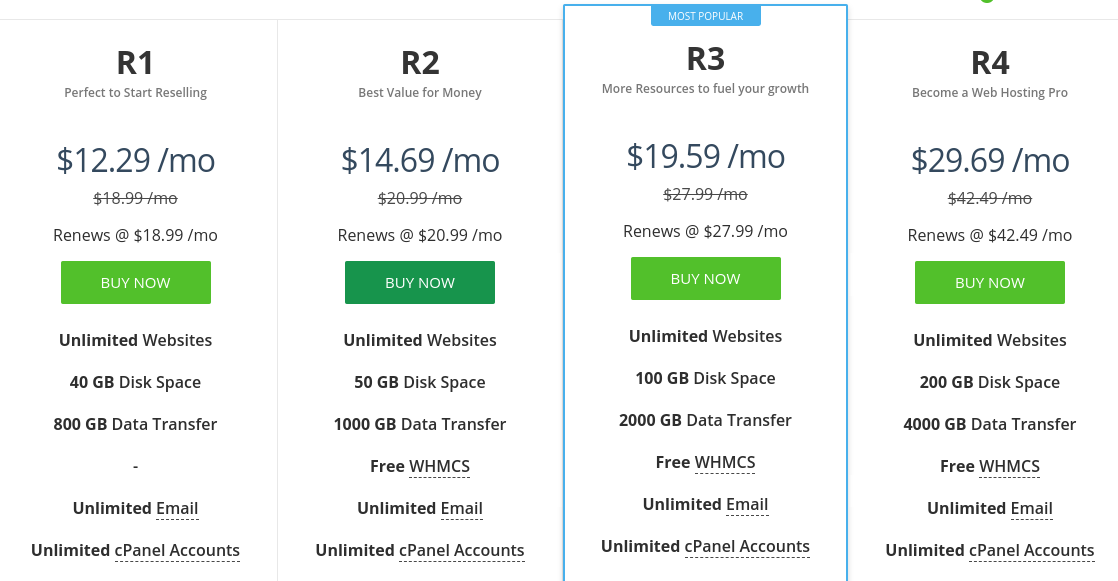 R1
Perfect to Start Reselling
$12.29 /mo
$18.99 /mo
Renews @ $18.99 /mo
BUY NOW
Unlimited Websites
40 GB Disk Space
800 GB Data Transfer
-
Unlimited Email
Unlimited cPanel Accounts
R2
Best Value for Money
$14.69 /mo
$20.99 /mo
Renews @ $20.99 /mo
BUY NOW
Unlimited Websites
50 GB Disk Space
1000 GB Data Transfer
Free WHMCS
Unlimited Email
Unlimited cPanel Accounts
MOST POPULAR
R3
More Resources to fuel your growth
$19.59 /mo
$27.99 /mo
Renews @ $27.99 /mo
BUY NOW
Unlimited Websites
100 GB Disk Space
2000 GB Data Transfer
Free WHMCS
Unlimited Email
Unlimited cPanel Accounts
R4
Become a Web Hosting Pro
$29.69 /mo
$42.49 /mo
Renews @ $42.49 /mo
BUY NOW
Unlimited Websites
200 GB Disk Space
4000 GB Data Transfer
Free WHMCS
Unlimited Email
Unlimited cPanel Accounts